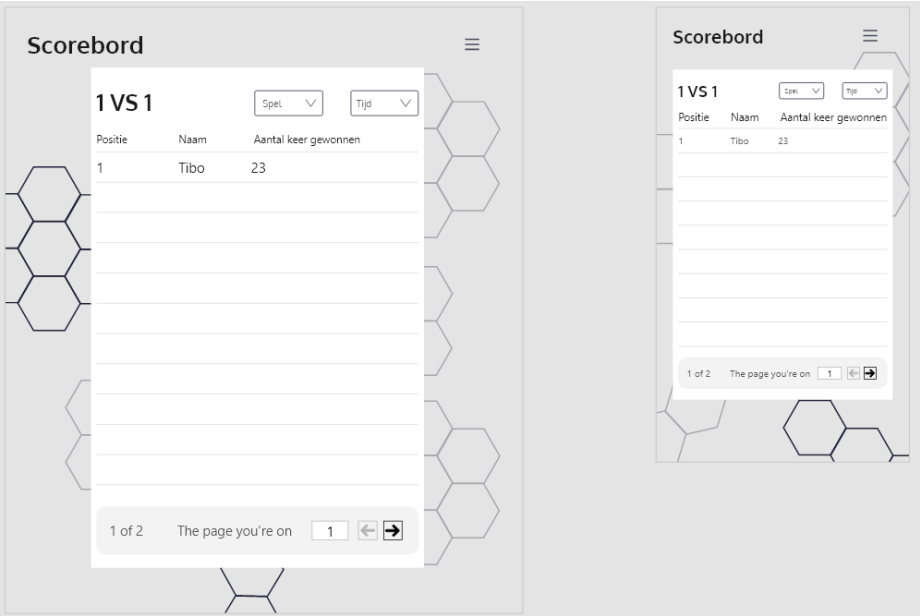 Scorebord
1 VS 1
Spel
Tijd
Positie Naam Aantal keer gewonnen
1 Tibo 23
1 of 2 The page you're on 1
Scorebord
1 VS 1
Spel
Tijd
Positie Naam Aantal keer gewonnen
1 Tibo 23
1 of 2 The page you're on 1